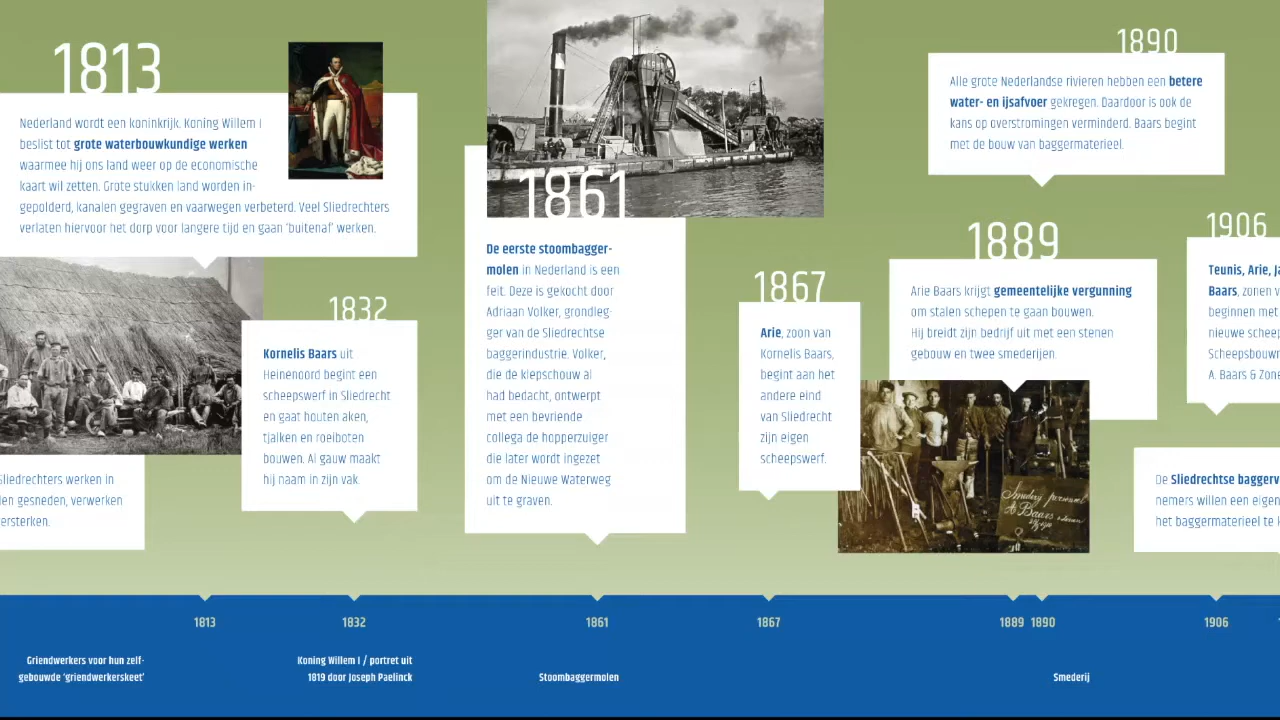 1813
Nederland wordt een koninkrijk. Koning Willem I
beslist tot grote waterbouwkundige werken
waarmee hij ons land weer op de economische
kaart wil zetten. Grote stukken land worden in-
gepolderd, kanalen gegraven en vaarwegen verbeterd. Veel Sliedrechters
verlaten hiervoor het dorp voor langere tijd en gaan ‘buitenaf’ werken.
Sliedrechters werken in
gesneden, verwerken
1832
Kornelis Baars uit
Heinenoord begint een
scheepswerf in Sliedrecht
en gaat houten aken,
tjalken en roeiboten
bouwen. Al gauw maakt
hij naam in zijn vak.
1861
De eerste stoombagger-
molen in Nederland is een
feit. Deze is gekocht door
Adriaan Volker, grondleg-
ger van de Sliedrechtse
baggerindustrie. Volker,
die de klepschouw al
had bedacht, ontwerpt
met een bevriende
collega de hopperzuiger
die later wordt ingezet
om de Nieuwe Waterweg
uit te graven.
1867
Arie, zoon van
Kornelis Baars,
begint aan het
andere eind
van Sliedrecht
zijn eigen
scheepswerf.
1890
Alle grote Nederlandse rivieren hebben een betere
water- en ijsafvoer gekregen. Daardoor is ook de
kans op overstromingen verminderd. Baars begint
met de bouw van baggermaterieel.
1889
Arie Baars krijgt gemeentelijke vergunning
om stalen schepen te gaan bouwen.
Hij breidt zijn bedrijf uit met een stenen
gebouw en twee smederijen.
Smederij personeel
A Baars
1906
Teunis, Arie,
Baars, zonen
beginnen met
nieuwe
A. Baars &
De Sliedrechtse
nemers willen een
het baggermaterieel te
1813 1832 1861 1867 1889 1890 1906
Griendwerkers voor hun zelf-
gebouwde ‘griendwerkerskeet’
Koning Willem I / portret uit
1819 door Joseph Paelinck
Stoombaggermolen
Smederij